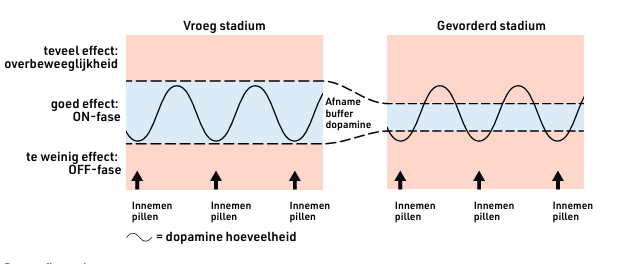 Vroeg stadium
Gevorderd stadium
teveel effect:
overbeweeglijkheid
goed effect:
ON-fase
te weinig effect:
OFF-fase
Afname
buffer
dopamine
Innemen
pillen
Innemen
pillen
Innemen
pillen
Innemen
pillen
Innemen
pillen
Innemen
pillen
= dopamine hoeveelheid